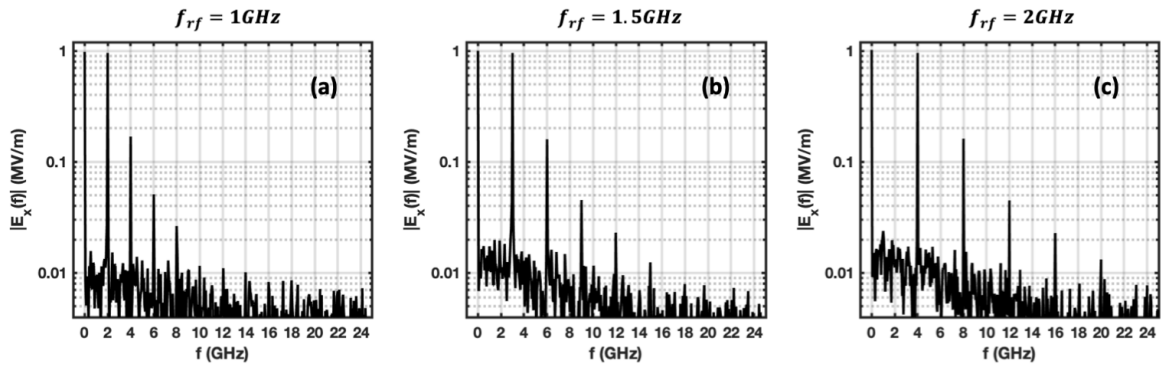 f_rf = 1GHz
f_rf = 1.5GHz
f_rf = 2GHz
(a)
(b)
(c)
|E_x(f)| (MV/m)
1
0.1
0.01
0 2 4 6 8 10 12 14 16 18 20 22 24
f (GHz)
|E_x(f)| (MV/m)
1
0.1
0.01
0 2 4 6 8 10 12 14 16 18 20 22 24
f (GHz)
|E_x(f)| (MV/m)
1
0.1
0.01
0 2 4 6 8 10 12 14 16 18 20 22 24
f (GHz)